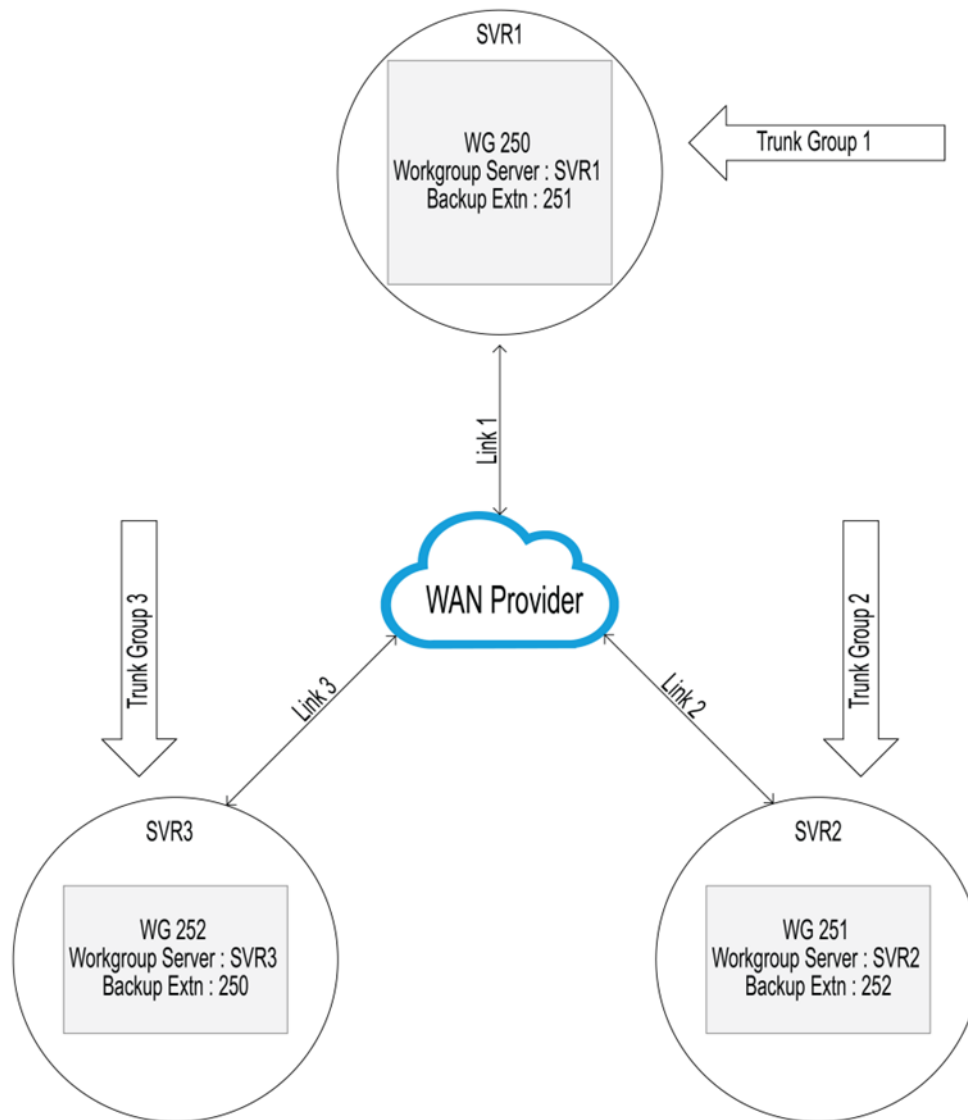 SVR1
WG 250
Workgroup Server : SVR1
Backup Extn : 251
Trunk Group 1
Link 1
WAN Provider
Trunk Group 3
Trunk Group 2
Link 3
Link 2
SVR3
WG 252
Workgroup Server : SVR3
Backup Extn : 250
SVR2
WG 251
Workgroup Server : SVR2
Backup Extn : 252